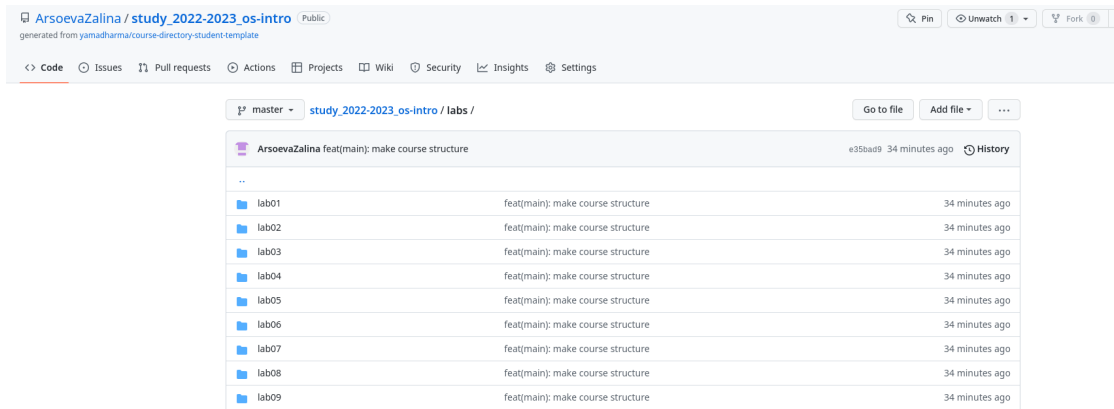 ArsoevaZalina / study_2022-2023_os-intro Public
Pin Unwatch 1 Fork 0
generated from yamadharma/course-directory-student-template
<> Code Issues Pull requests Actions Projects Wiki Security Insights Settings
master study_2022-2023_os-intro / labs / Go to file Add file ...
ArsoevaZalina feat(main): make course structure e35bad9 34 minutes ago History
..
lab01 feat(main): make course structure 34 minutes ago
lab02 feat(main): make course structure 34 minutes ago
lab03 feat(main): make course structure 34 minutes ago
lab04 feat(main): make course structure 34 minutes ago
lab05 feat(main): make course structure 34 minutes ago
lab06 feat(main): make course structure 34 minutes ago
lab07 feat(main): make course structure 34 minutes ago
lab08 feat(main): make course structure 34 minutes ago
lab09 feat(main): make course structure 34 minutes ago